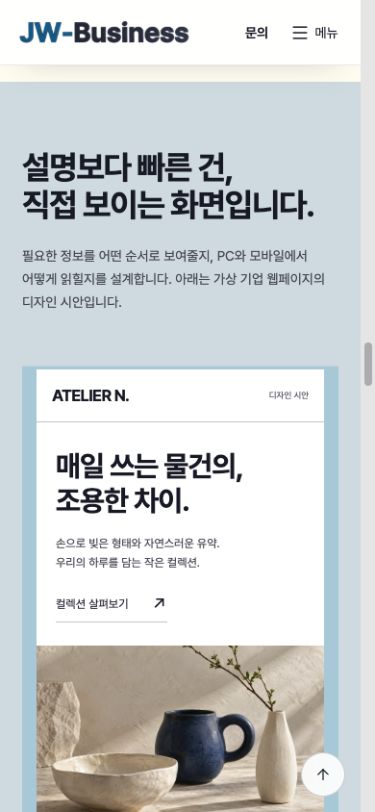 JW-Business
문의
메뉴
설명보다 빠른 건,
직접 보이는 화면입니다.
필요한 정보를 어떤 순서로 보여줄지, PC와 모바일에서
어떻게 읽힐지를 설계합니다. 아래는 가상 기업 웹페이지의
디자인 시안입니다.
ATELIER N.
디자인 시안
매일 쓰는 물건의,
조용한 차이.
손으로 빚은 형태와 자연스러운 유약.
우리의 하루를 담는 작은 컬렉션.
컬렉션 살펴보기